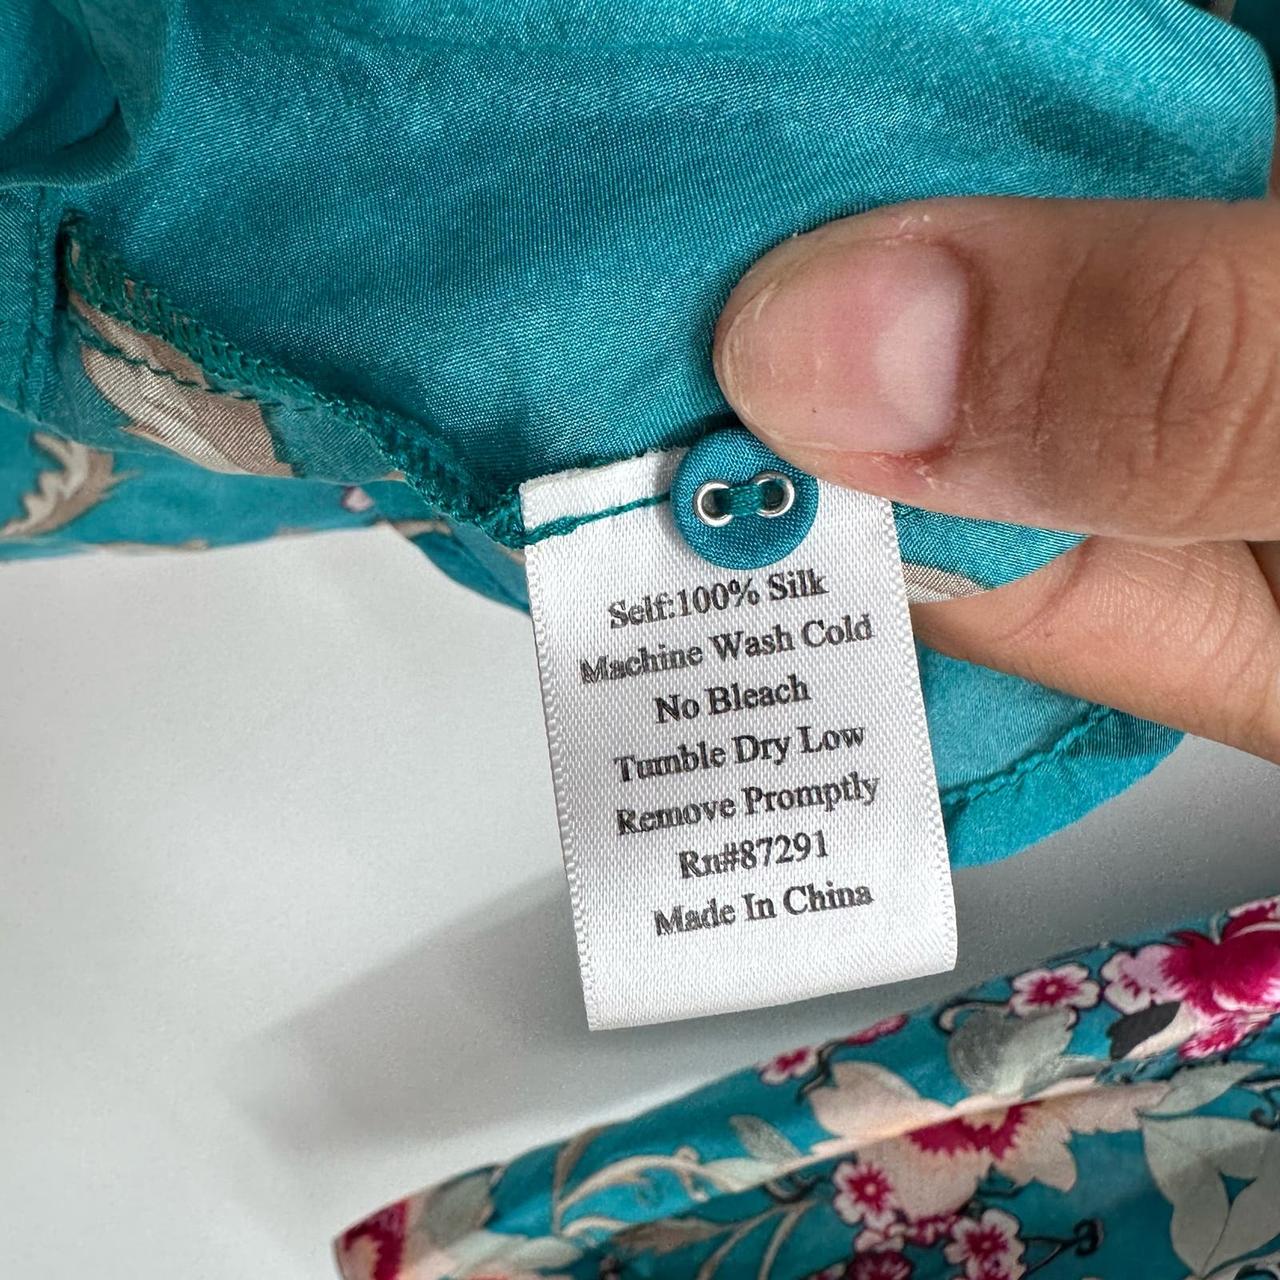 Self:100% Silk
Machine Wash Cold
No Bleach
Tumble Dry Low
Remove Promptly
Rn#87291
Made In China